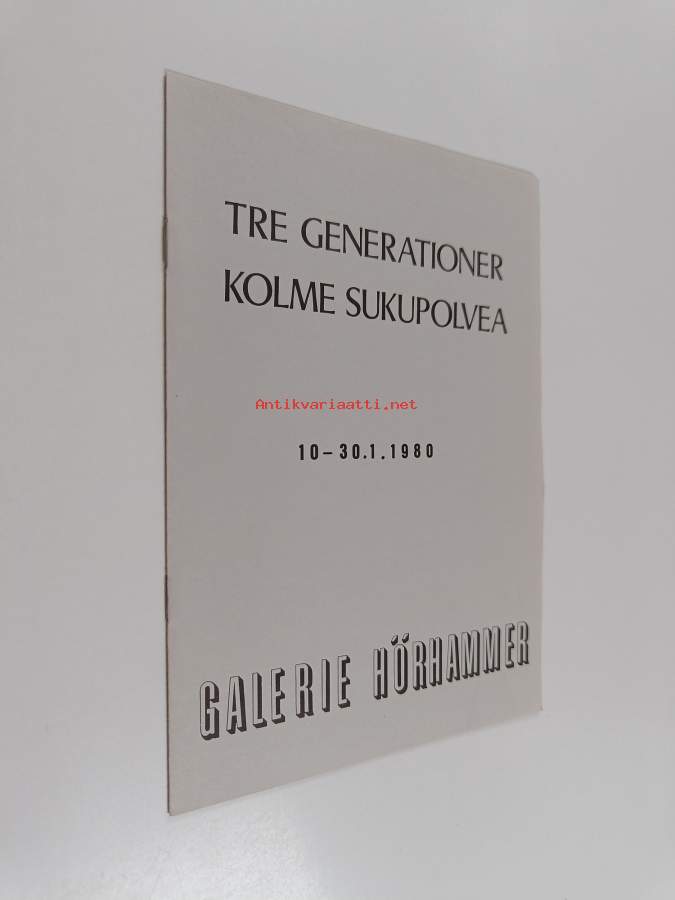 TRE GENERATIONER
KOLME SUKUPOLVEA
Antikvariaatti.net
10–30.1.1980
GALERIE HÖRHAMMER